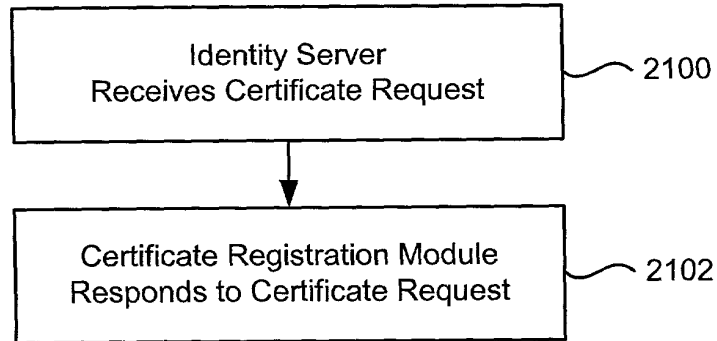 Identity Server
Receives Certificate Request
2100
Certificate Registration Module
Responds to Certificate Request
2102